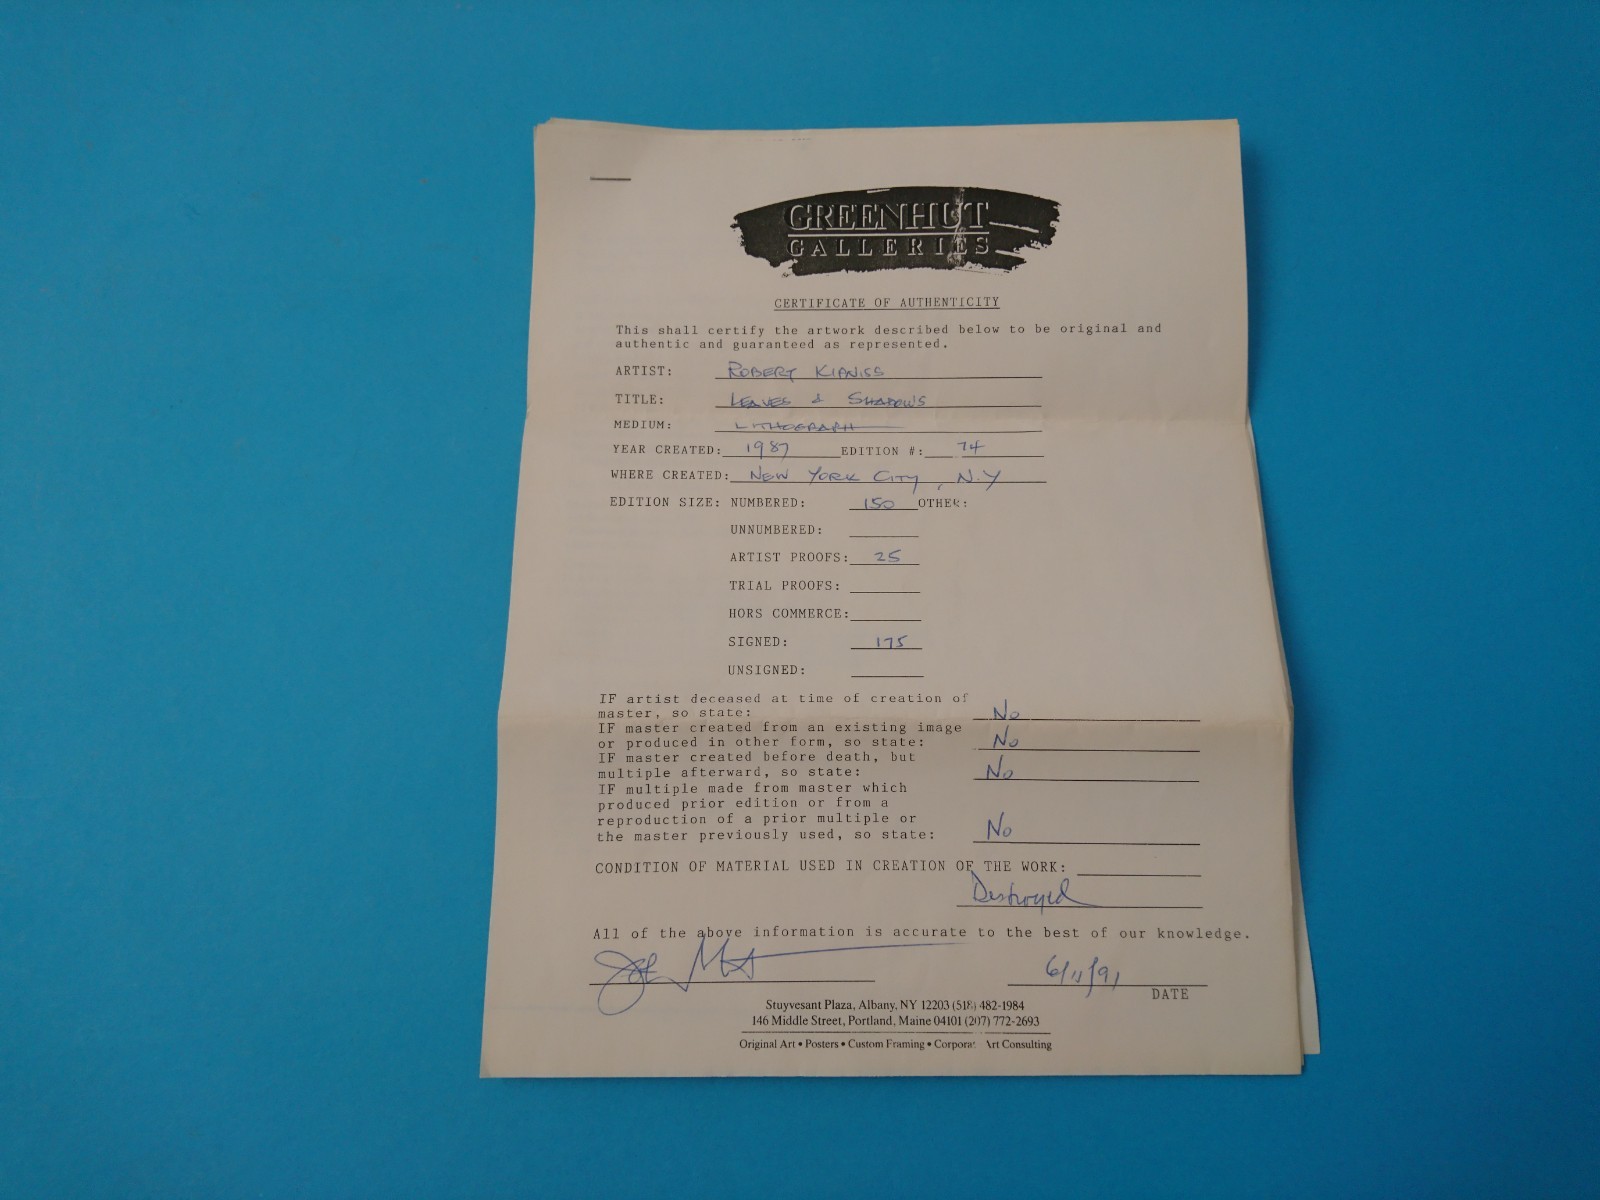 GREENHUT
GALLERIES
CERTIFICATE OF AUTHENTICITY
This shall certify the artwork described below to be original and
authentic and guaranteed as represented.
ARTIST: ROBERT KIPNISS
TITLE: LEAVES & SHADOWS
MEDIUM: LITHOGRAPH
YEAR CREATED: 1987 EDITION #: 74
WHERE CREATED: NEW YORK CITY, N.Y
EDITION SIZE: NUMBERED: 150 OTHER:
UNNUMBERED:
ARTIST PROOFS: 25
TRIAL PROOFS:
HORS COMMERCE:
SIGNED: 175
UNSIGNED:
IF artist deceased at time of creation of
master, so state: No
IF master created from an existing image
or produced in other form, so state: No
IF master created before death, but
multiple afterward, so state: No
IF multiple made from master which
produced prior edition or from a
reproduction of a prior multiple or
the master previously used, so state: No
CONDITION OF MATERIAL USED IN CREATION OF THE WORK:
Destroyed
All of the above information is accurate to the best of our knowledge.
6/11/91
DATE
Stuyvesant Plaza, Albany, NY 12203 (518) 482-1984
146 Middle Street, Portland, Maine 04101 (207) 772-2693
Original Art • Posters • Custom Framing • Corporat Art Consulting